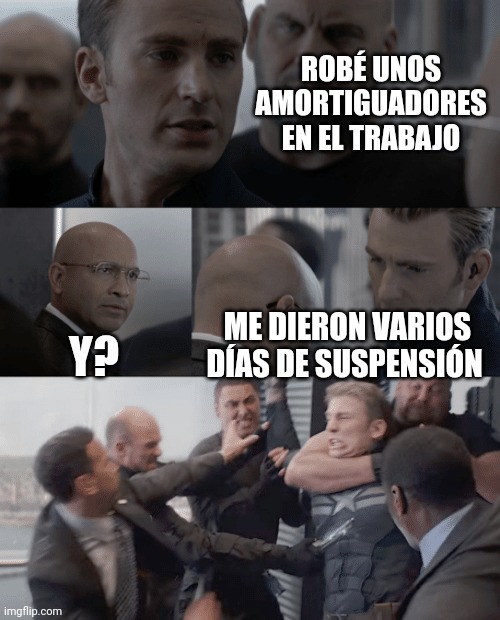 ROBÉ UNOS
AMORTIGUADORES
EN EL TRABAJO
Y?
ME DIERON VARIOS
DÍAS DE SUSPENSIÓN
imgflip.com